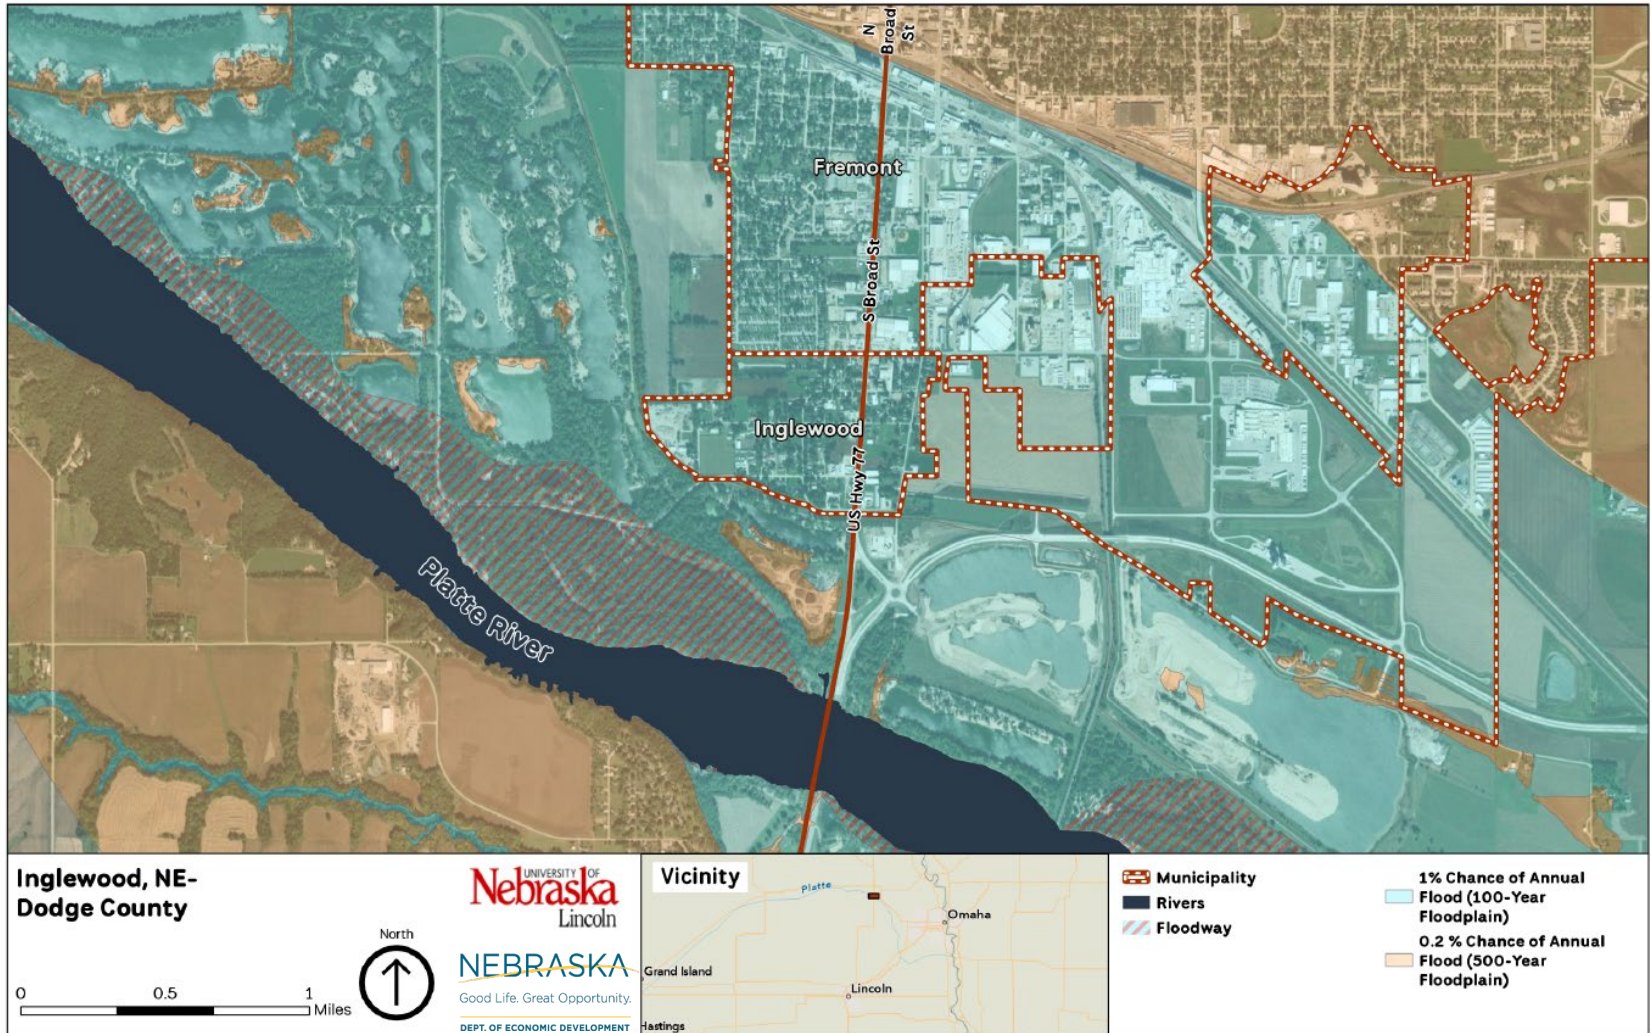 N
Broad
St
Fremont
S Broad St
Inglewood
US Hwy 77
Platte River
Inglewood, NE-
Dodge County
0 0.5 1
Miles
North
UNIVERSITY OF
Nebraska
Lincoln
NEBRASKA
Good Life. Great Opportunity.
DEPT. OF ECONOMIC DEVELOPMENT
Vicinity
Platte
Omaha
Grand Island
Lincoln
Hastings
Municipality
Rivers
Floodway
1% Chance of Annual
Flood (100-Year
Floodplain)
0.2 % Chance of Annual
Flood (500-Year
Floodplain)